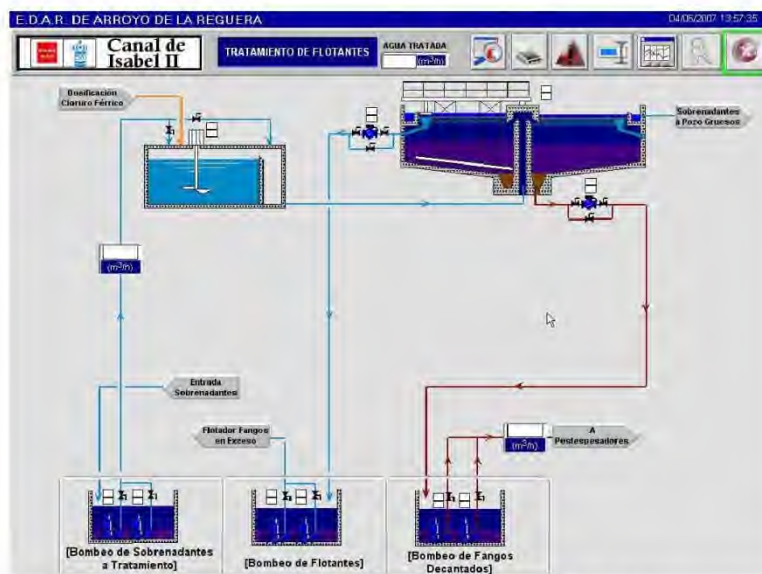 E.D.A.R. DE ARROYO DE LA REGUERA
04/06/2007 13:57:35
Canal de
Isabel II
TRATAMIENTO DE FLOTANTES
AGUA TRATADA
(m³/h)
Dosificación
Cloruro Férrico
Sobrenadantes
a Pozo Gruesos
(m³/h)
Entrada
Sobrenadantes
Flotador Fangos
en Exceso
(m³/h)
A
Postespesadores
[Bombeo de Sobrenadantes
a Tratamiento]
[Bombeo de Flotantes]
[Bombeo de Fangos
Decantados]